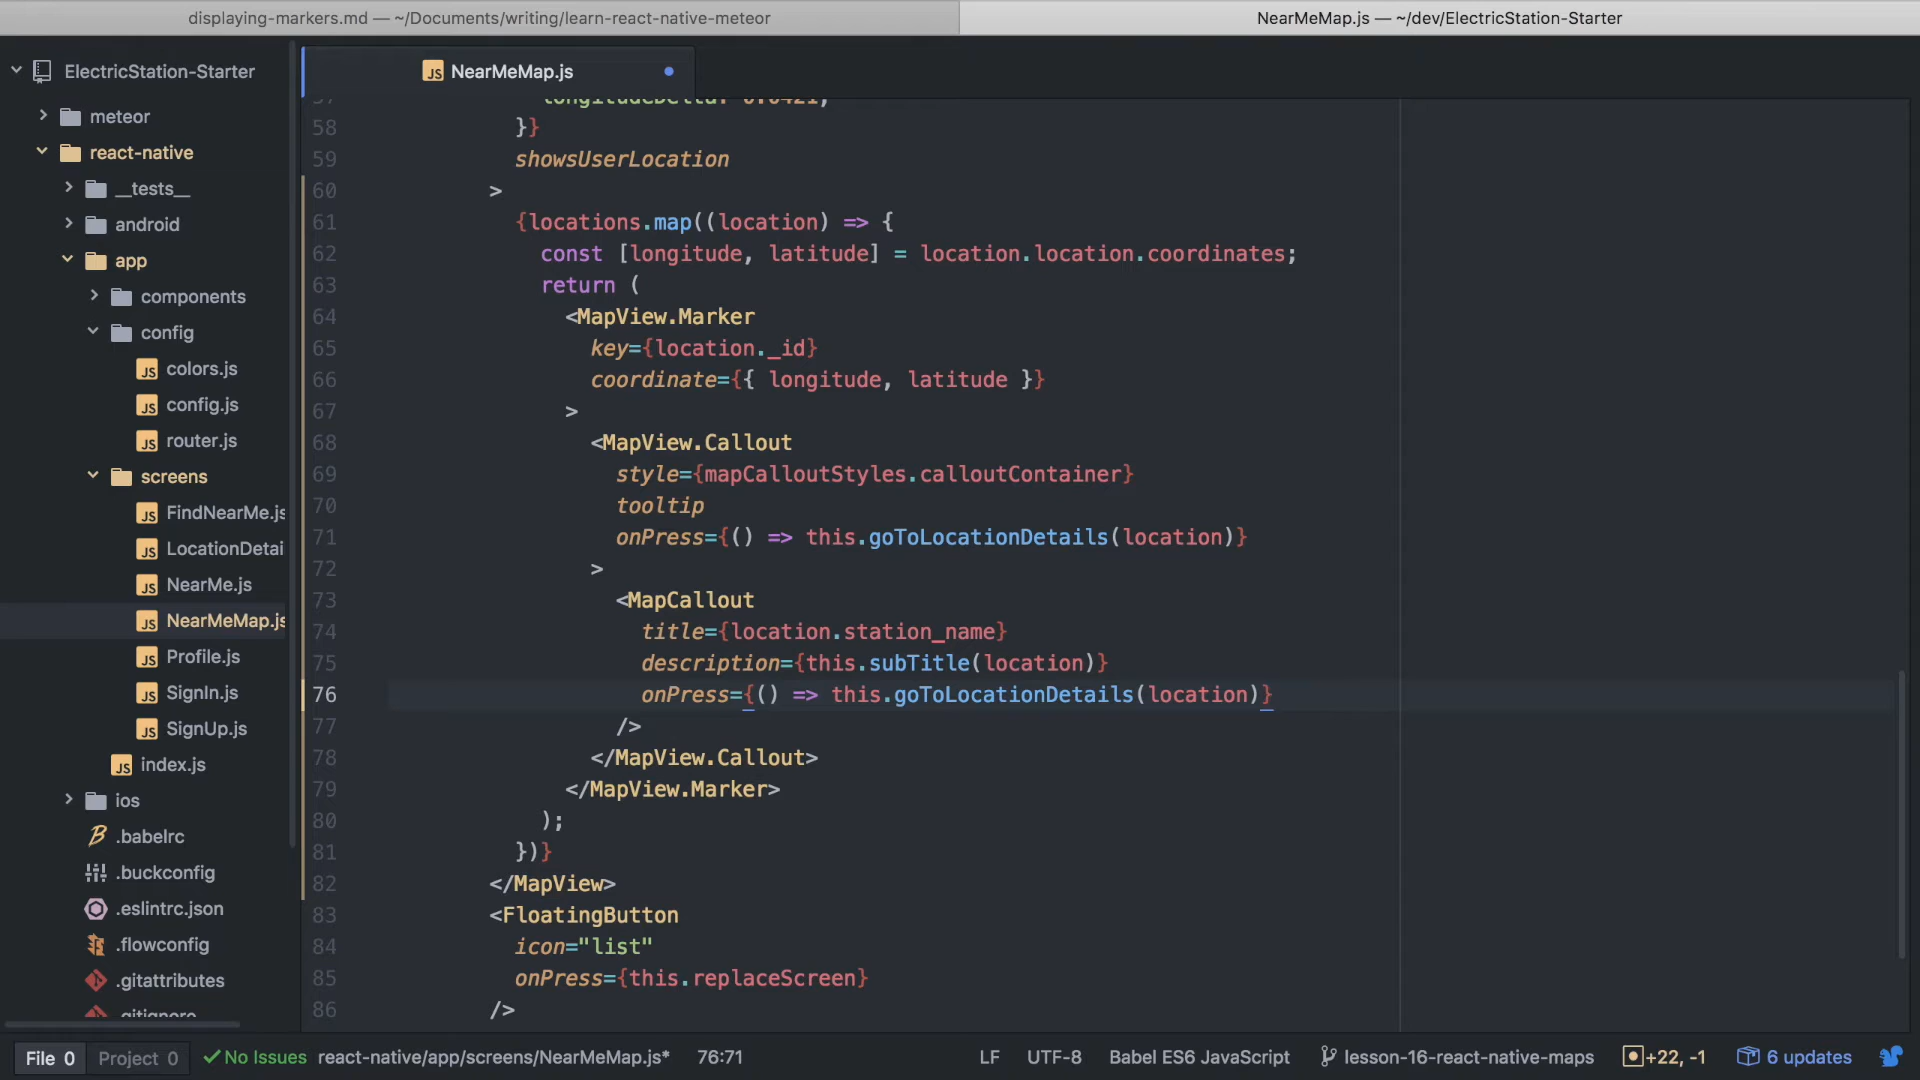 displaying-markers.md — ~/Documents/writing/learn-react-native-meteor
NearMeMap.js — ~/dev/ElectricStation-Starter
ElectricStation-Starter
meteor
react-native
__tests__
android
app
components
config
colors.js
config.js
router.js
screens
FindNearMe.js
LocationDetai
NearMe.js
NearMeMap.js
Profile.js
SignIn.js
SignUp.js
index.js
ios
.babelrc
.buckconfig
.eslintrc.json
.flowconfig
.gitattributes
.gitignore
NearMeMap.js
57 longitudeDelta: 0.0421,
58 }}
59 showsUserLocation
60 >
61 {locations.map((location) => {
62 const [longitude, latitude] = location.location.coordinates;
63 return (
64 <MapView.Marker
65 key={location._id}
66 coordinate={{ longitude, latitude }}
67 >
68 <MapView.Callout
69 style={mapCalloutStyles.calloutContainer}
70 tooltip
71 onPress={() => this.goToLocationDetails(location)}
72 >
73 <MapCallout
74 title={location.station_name}
75 description={this.subTitle(location)}
76 onPress={() => this.goToLocationDetails(location)}
77 />
78 </MapView.Callout>
79 </MapView.Marker>
80 );
81 })}
82 </MapView>
83 <FloatingButton
84 icon="list"
85 onPress={this.replaceScreen}
86 />
File 0 Project 0 No Issues react-native/app/screens/NearMeMap.js* 76:71 LF UTF-8 Babel ES6 JavaScript lesson-16-react-native-maps +22, -1 6 updates